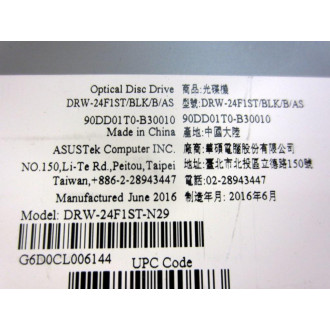 Optical Disc Drive 商品:光碟機
DRW-24F1ST/BLK/B/AS 型號:DRW-24F1ST/BLK/B/AS
90DD01T0-B30010 90DD01T0-B30010
Made in China 產地:中國大陸
ASUSTek Computer INC. 廠商:華碩電腦股份有限公司
NO.150,Li-Te Rd.,Peitou,Taipei 地址:臺北市北投區立德路150號
Taiwan,+886-2-28943447 電話:02-28943447
Manufactured June 2016 制造年月: 2016年6月
Model: DRW-24F1ST-N29
G6D0CL006144
UPC Code